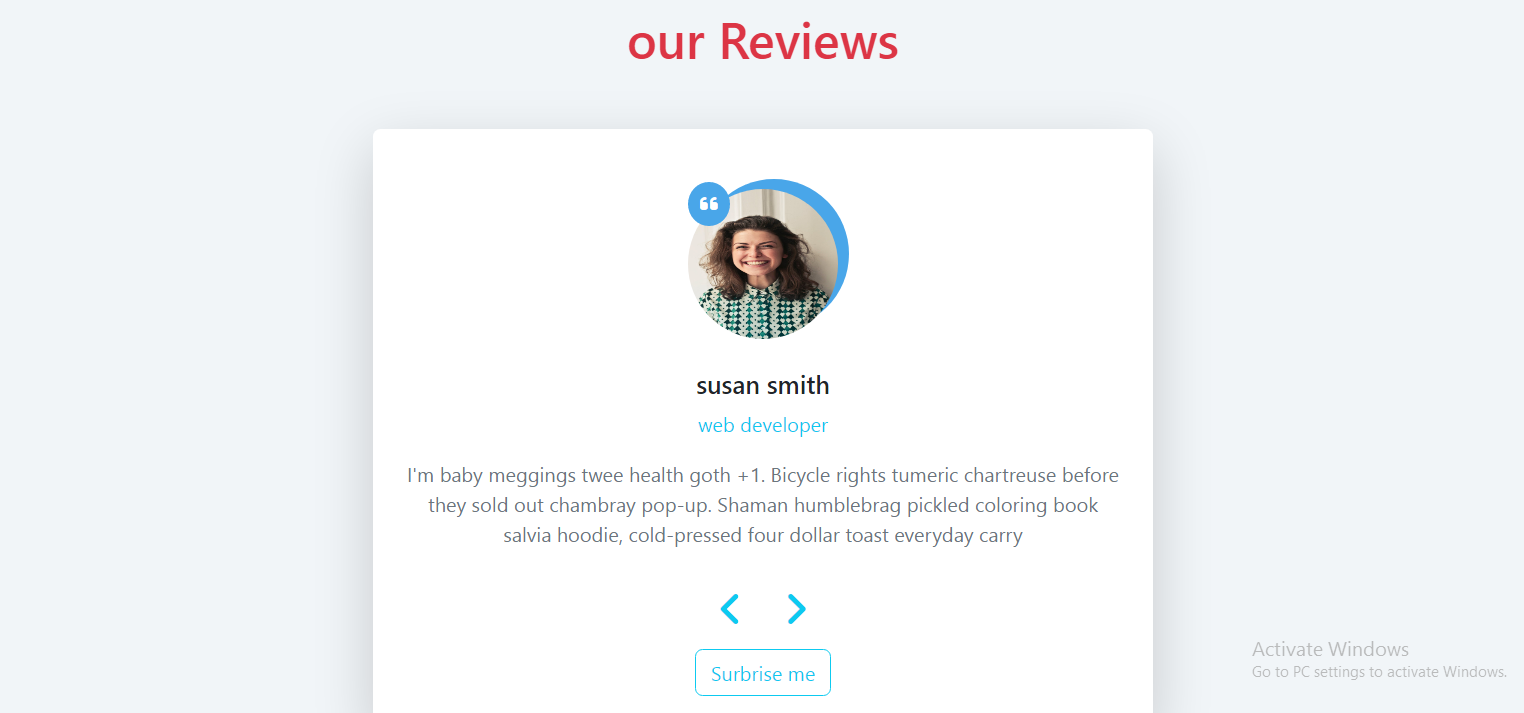 our Reviews
susan smith
web developer
I'm baby meggings twee health goth +1. Bicycle rights tumeric chartreuse before
they sold out chambray pop-up. Shaman humblebrag pickled coloring book
salvia hoodie, cold-pressed four dollar toast everyday carry
Surbrise me
Activate Windows
Go to PC settings to activate Windows.